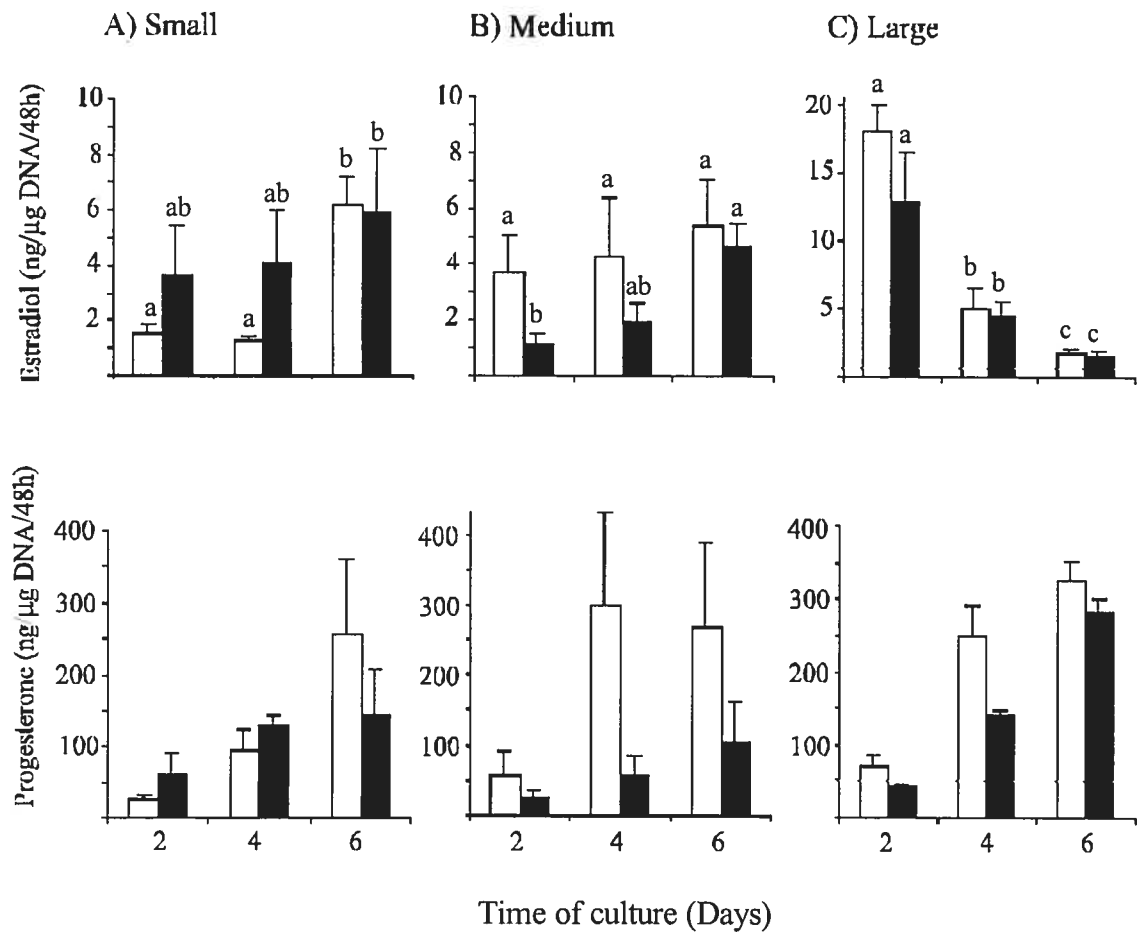 A) Small
B) Medium
C) Large
Estradiol (ng/µg DNA/48h)
10
8
6
4
2
a
ab
a
ab
b
b
10
8
6
4
2
a
b
a
ab
a
a
20
15
10
5
a
a
b
b
c
c
Progesterone (ng/µg DNA/48h)
400
300
200
100
2 4 6
400
300
200
100
2 4 6
400
300
200
100
2 4 6
Time of culture (Days)